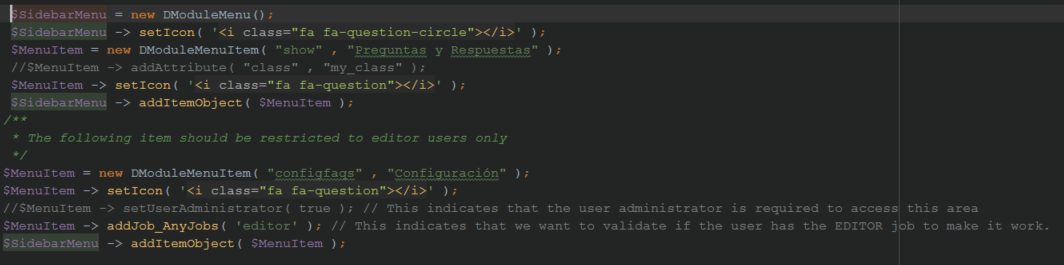 $SidebarMenu = new DModuleMenu();
$SidebarMenu -> setIcon( '<i class="fa fa-question-circle"></i>' );
$MenuItem = new DModuleMenuItem( "show" , "Preguntas y Respuestas" );
//$MenuItem -> addAttribute( "class" , "my_class" );
$MenuItem -> setIcon( '<i class="fa fa-question"></i>' );
$SidebarMenu -> addItemObject( $MenuItem );
/**
* The following item should be restricted to editor users only
*/
$MenuItem = new DModuleMenuItem( "configfaqs" , "Configuración" );
$MenuItem -> setIcon( '<i class="fa fa-question"></i>' );
//$MenuItem -> setUserAdministrator( true ); // This indicates that the user administrator is required to access this area
$MenuItem -> addJob_AnyJobs( 'editor' ); // This indicates that we want to validate if the user has the EDITOR job to make it work.
$SidebarMenu -> addItemObject( $MenuItem );